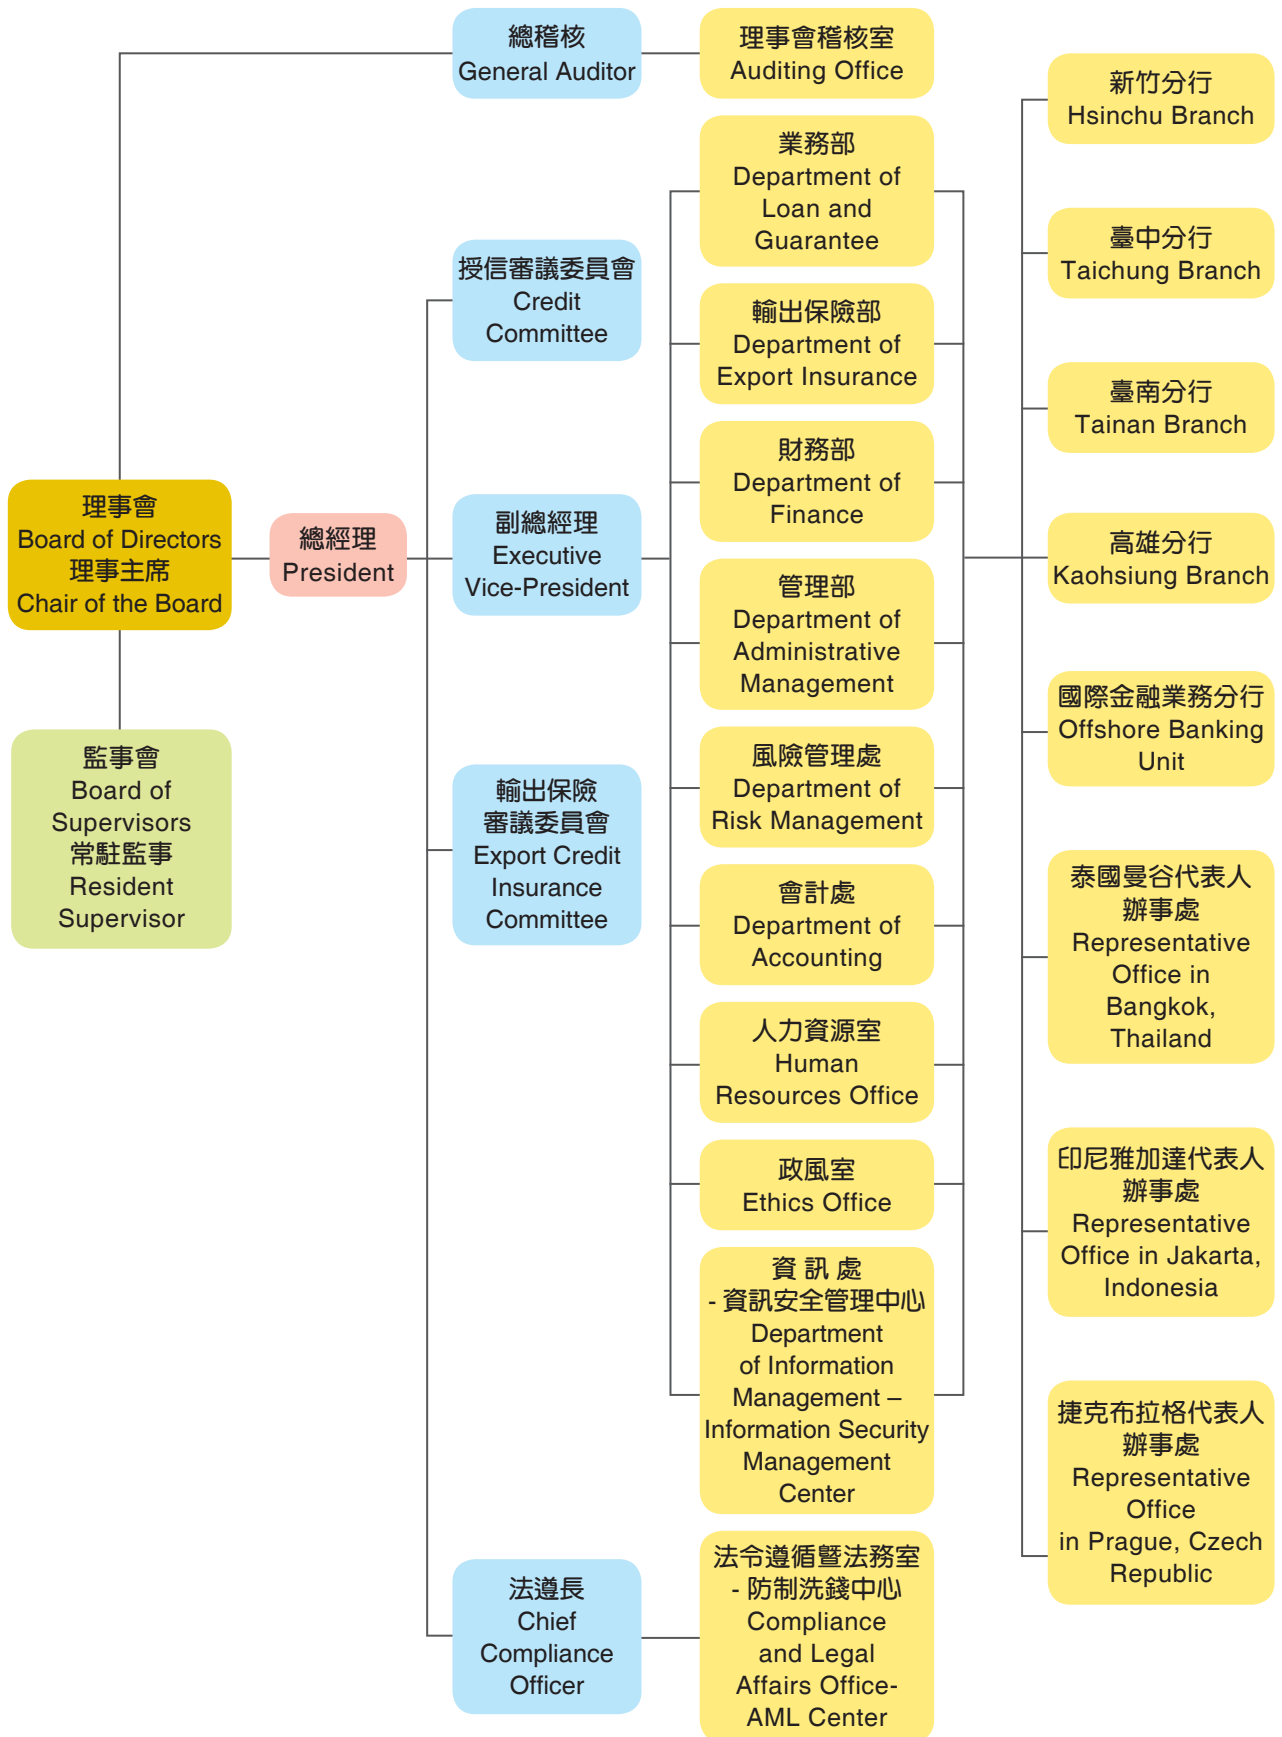 總稽核
General Auditor
理事會稽核室
Auditing Office
理事會
Board of Directors
理事主席
Chair of the Board
監事會
Board of
Supervisors
常駐監事
Resident
Supervisor
總經理
President
授信審議委員會
Credit
Committee
副總經理
Executive
Vice-President
輸出保險
審議委員會
Export Credit
Insurance
Committee
法遵長
Chief
Compliance
Officer
業務部
Department of
Loan and
Guarantee
輸出保險部
Department of
Export Insurance
財務部
Department of
Finance
管理部
Department of
Administrative
Management
風險管理處
Department of
Risk Management
會計處
Department of
Accounting
人力資源室
Human
Resources Office
政風室
Ethics Office
資 訊 處
- 資訊安全管理中心
Department
of Information
Management –
Information Security
Management
Center
法令遵循暨法務室
- 防制洗錢中心
Compliance
and Legal
Affairs Office-
AML Center
新竹分行
Hsinchu Branch
臺中分行
Taichung Branch
臺南分行
Tainan Branch
高雄分行
Kaohsiung Branch
國際金融業務分行
Offshore Banking
Unit
泰國曼谷代表人
辦事處
Representative
Office in
Bangkok,
Thailand
印尼雅加達代表人
辦事處
Representative
Office in Jakarta,
Indonesia
捷克布拉格代表人
辦事處
Representative
Office
in Prague, Czech
Republic